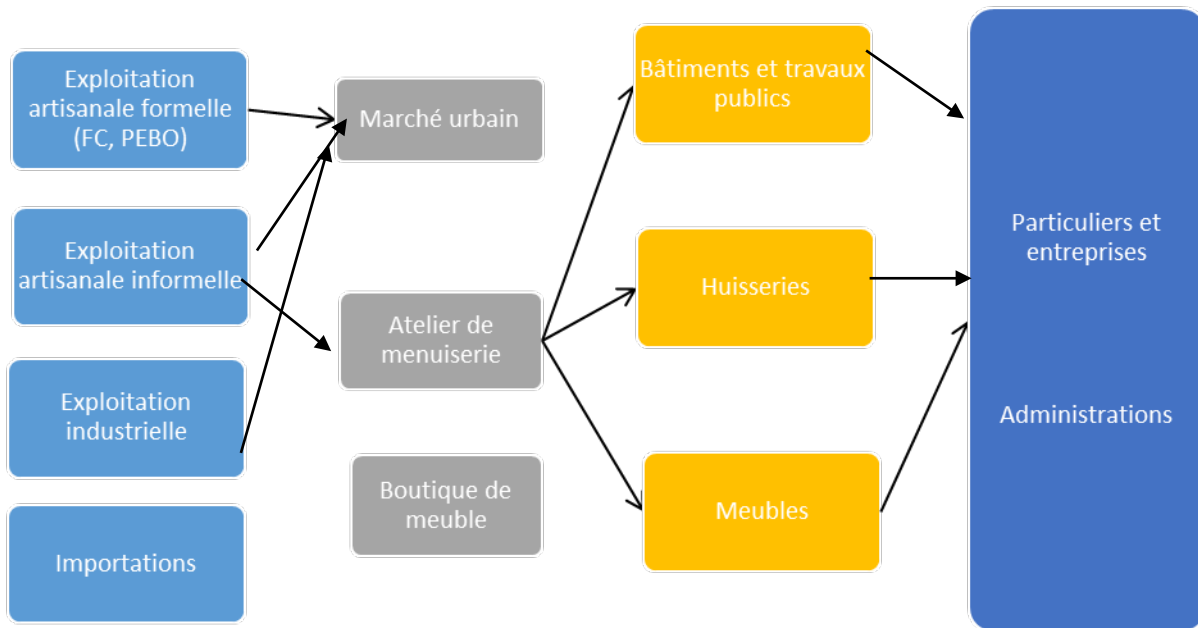 Exploitation
artisanale formelle
(FC, PEBO)
Exploitation
artisanale informelle
Exploitation
industrielle
Importations
Marché urbain
Atelier de
menuiserie
Boutique de
meuble
Bâtiments et travaux
publics
Huisseries
Meubles
Particuliers et
entreprises
Administrations